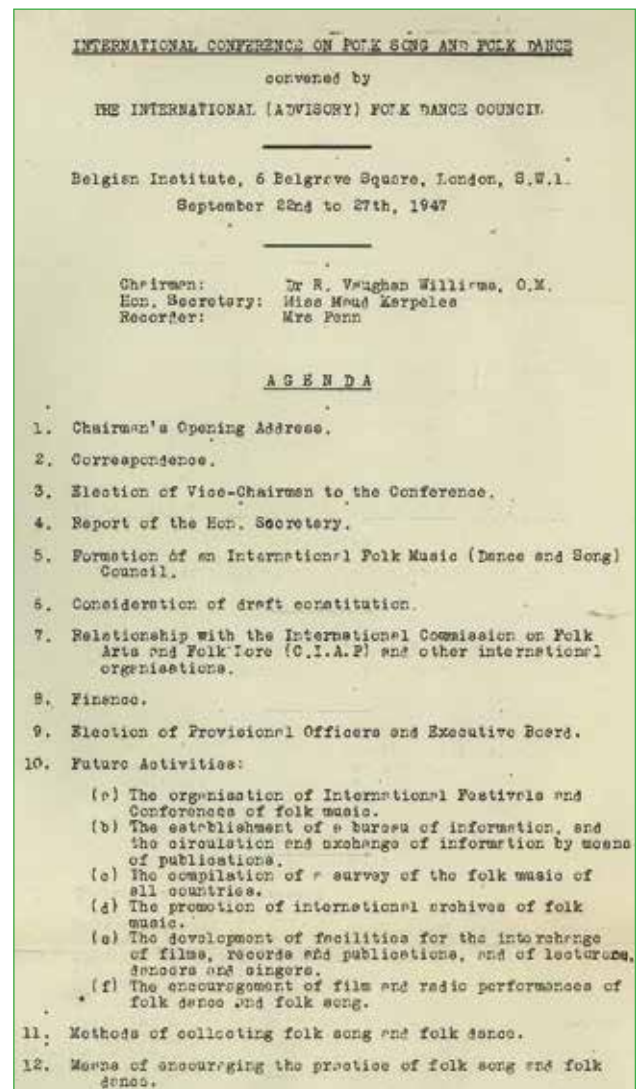 INTERNATIONAL CONFERENCE ON FOLK SONG AND FOLK DANCE
convened by
THE INTERNATIONAL (ADVISORY) FOLK DANCE COUNCIL
Belgian Institute, 6 Belgrave Square, London, S.W.1.
September 22nd to 27th, 1947
Chairman: Dr R. Vaughan Williams, O.M.
Hon. Secretary: Miss Maud Karpeles
Recorder: Mrs Penn
AGENDA
1. Chairman's Opening Address.
2. Correspondence.
3. Election of Vice-Chairman to the Conference.
4. Report of the Hon. Secretary.
5. Formation of an International Folk Music (Dance and Song)
Council.
6. Consideration of draft constitution.
7. Relationship with the International Commission on Folk
Arts and Folk Lore (C.I.A.P) and other international
organisations.
8. Finance.
9. Election of Provisional Officers and Executive Board.
10. Future Activities:
(a) The organisation of International Festivals and
Conferences of folk music.
(b) The establishment of a bureau of information, and
the circulation and exchange of information by means
of publications.
(c) The compilation of a survey of the folk music of
all countries.
(d) The promotion of international archives of folk
music.
(e) The development of facilities for the interchange
of films, records and publications, and of lecturers,
dancers and singers.
(f) The encouragement of film and radio performances of
folk dance and folk song.
11. Methods of collecting folk song and folk dance.
12. Means of encouraging the practice of folk song and folk
dance.